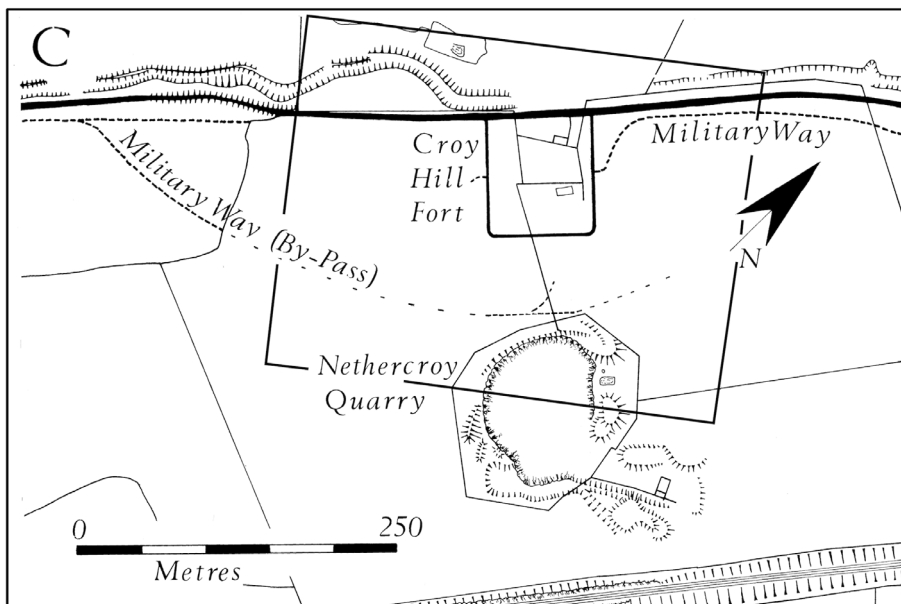 C
Military Way (By-Pass)
Croy
Hill
Fort
Military Way
N
Nethercroy
Quarry
0 250
Metres